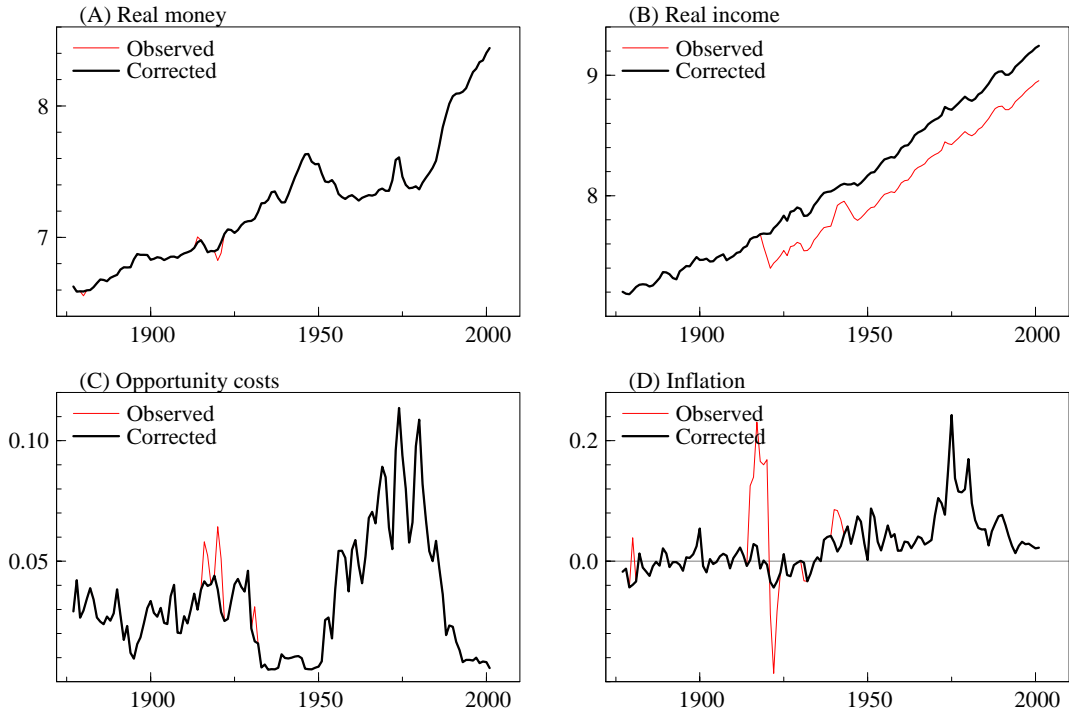 (A) Real money
Observed
Corrected
8
7
1900 1950 2000
(B) Real income
Observed
Corrected
9
8
1900 1950 2000
(C) Opportunity costs
Observed
Corrected
0.10
0.05
1900 1950 2000
(D) Inflation
Observed
Corrected
0.2
0.0
1900 1950 2000